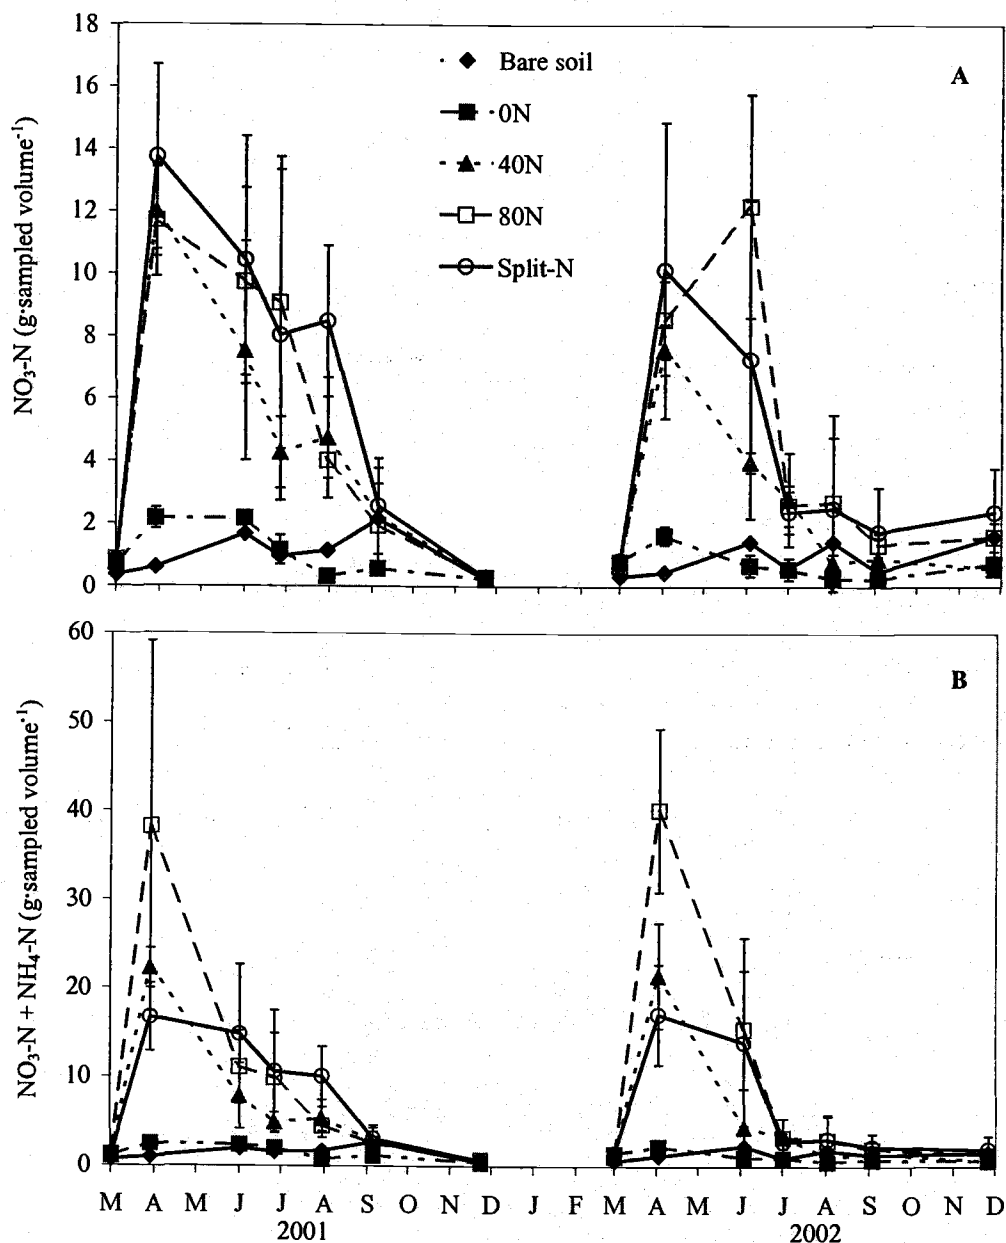 18
16
14
12
10
8
6
4
2
0
NO₃-N (g·sampled volume⁻¹)
Bare soil
0N
40N
80N
Split-N
A
60
50
40
30
20
10
0
NO₃-N + NH₄-N (g·sampled volume⁻¹)
B
M A M J J A S O N D J F M A M J J A S O N D
2001 2002